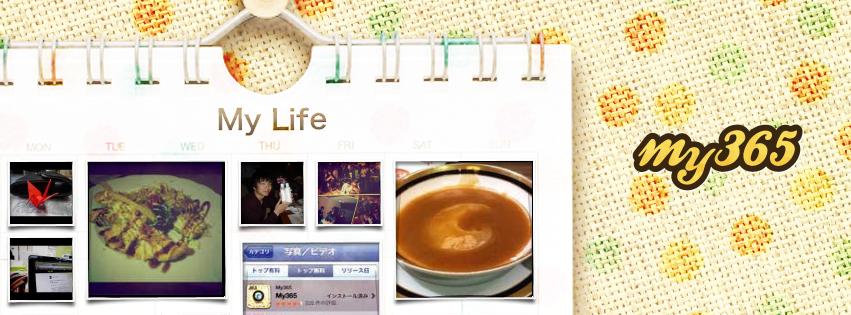 My Life
MON TUE WED THU FRI SAT SUN
my365
カテゴリ 写真／ビデオ
トップ有料 トップ無料 リリース日
My365
My365 インストール済み